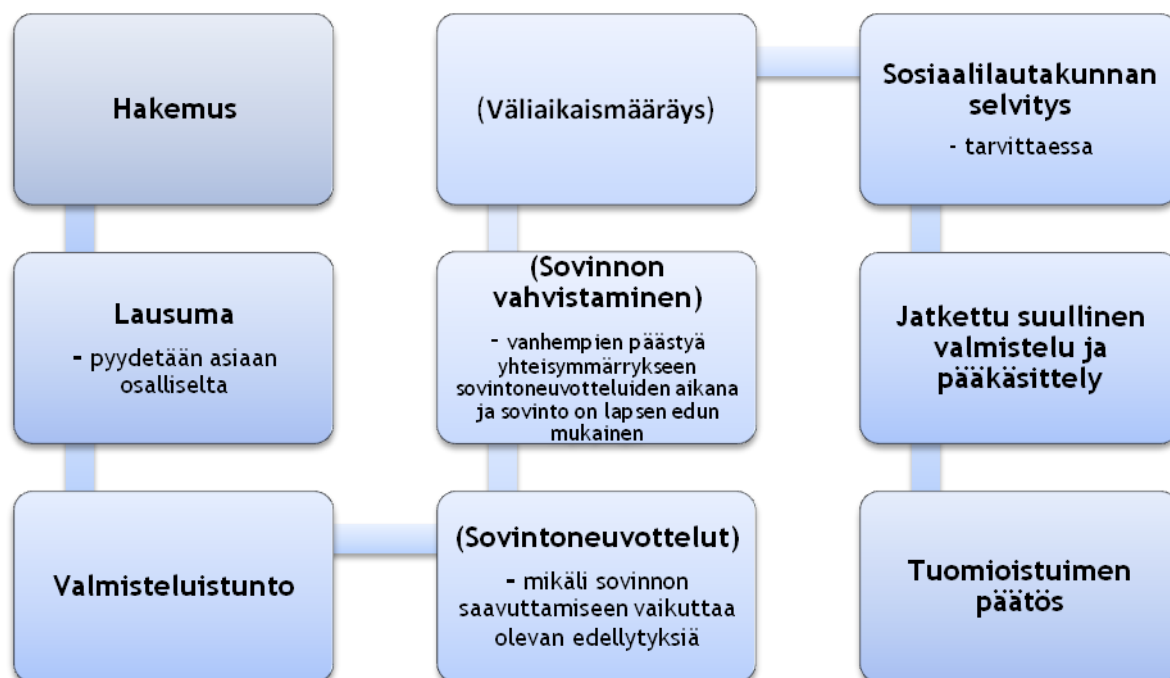 Hakemus
Lausuma
- pyydetään asiaan
osalliselta
Valmisteluistunto
(Sovintoneuvottelut)
- mikäli sovinnon
saavuttamiseen vaikuttaa
olevan edellytyksiä
(Sovinnon
vahvistaminen)
- vanhempien päästyä
yhteisymmärrykseen
sovintoneuvotteluiden aikana
ja sovinto on lapsen edun
mukainen
(Väliaikaismääräys)
Sosiaalilautakunnan
selvitys
- tarvittaessa
Jatkettu suullinen
valmistelu ja
pääkäsittely
Tuomioistuimen
päätös